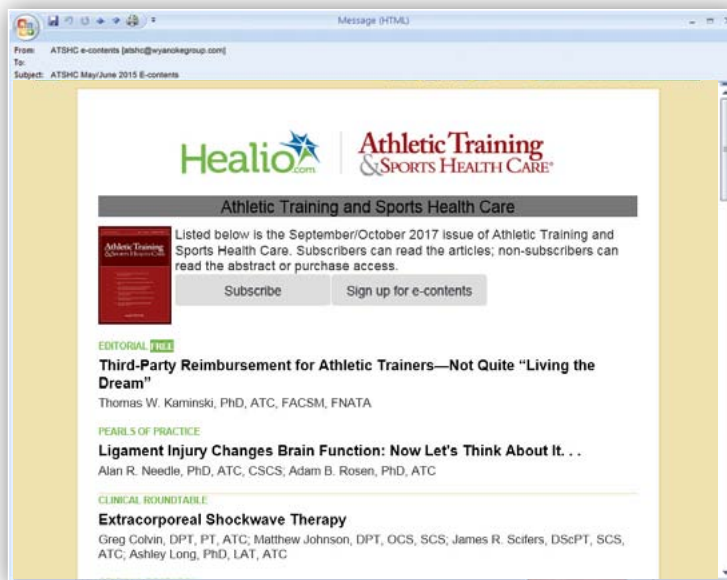 Message (HTML)
From: ATSHC e-contents [atshc@wyanokegroup.com]
To:
Subject: ATSHC May/June 2015 E-contents
Healio.com
Athletic Training
& SPORTS HEALTH CARE®
Athletic Training and Sports Health Care
Athletic Training
& Sports Health Care
Listed below is the September/October 2017 issue of Athletic Training and
Sports Health Care. Subscribers can read the articles; non-subscribers can
read the abstract or purchase access.
Subscribe Sign up for e-contents
EDITORIAL FREE
Third-Party Reimbursement for Athletic Trainers—Not Quite “Living the
Dream”
Thomas W. Kaminski, PhD, ATC, FACSM, FNATA
PEARLS OF PRACTICE
Ligament Injury Changes Brain Function: Now Let's Think About It. . .
Alan R. Needle, PhD, ATC, CSCS; Adam B. Rosen, PhD, ATC
CLINICAL ROUNDTABLE
Extracorporeal Shockwave Therapy
Greg Colvin, DPT, PT, ATC; Matthew Johnson, DPT, OCS, SCS; James R. Scifers, DScPT, SCS,
ATC; Ashley Long, PhD, LAT, ATC